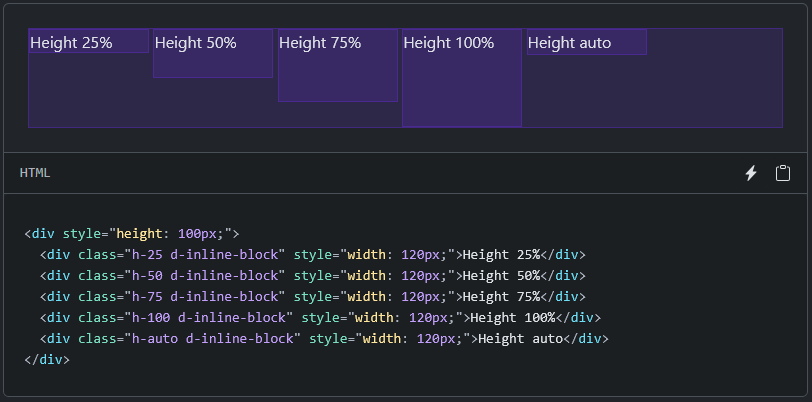 Height 25% Height 50% Height 75% Height 100% Height auto
HTML
<div style="height: 100px;">
  <div class="h-25 d-inline-block" style="width: 120px;">Height 25%</div>
  <div class="h-50 d-inline-block" style="width: 120px;">Height 50%</div>
  <div class="h-75 d-inline-block" style="width: 120px;">Height 75%</div>
  <div class="h-100 d-inline-block" style="width: 120px;">Height 100%</div>
  <div class="h-auto d-inline-block" style="width: 120px;">Height auto</div>
</div>